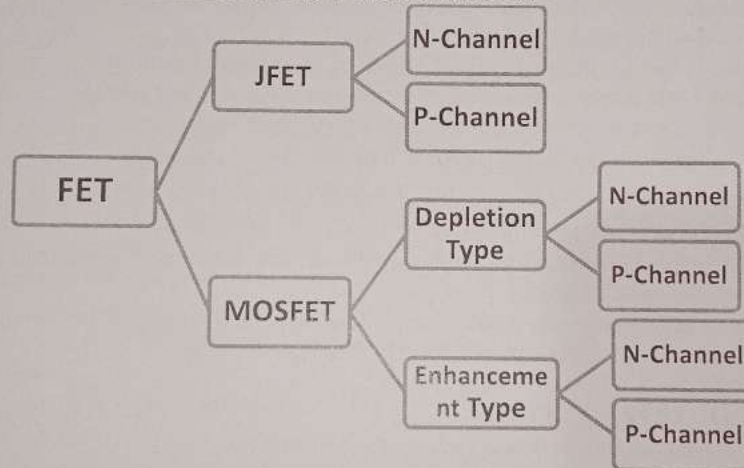 N-Channel
JFET
P-Channel
FET
Depletion
Type
N-Channel
P-Channel
MOSFET
Enhanceme
nt Type
N-Channel
P-Channel